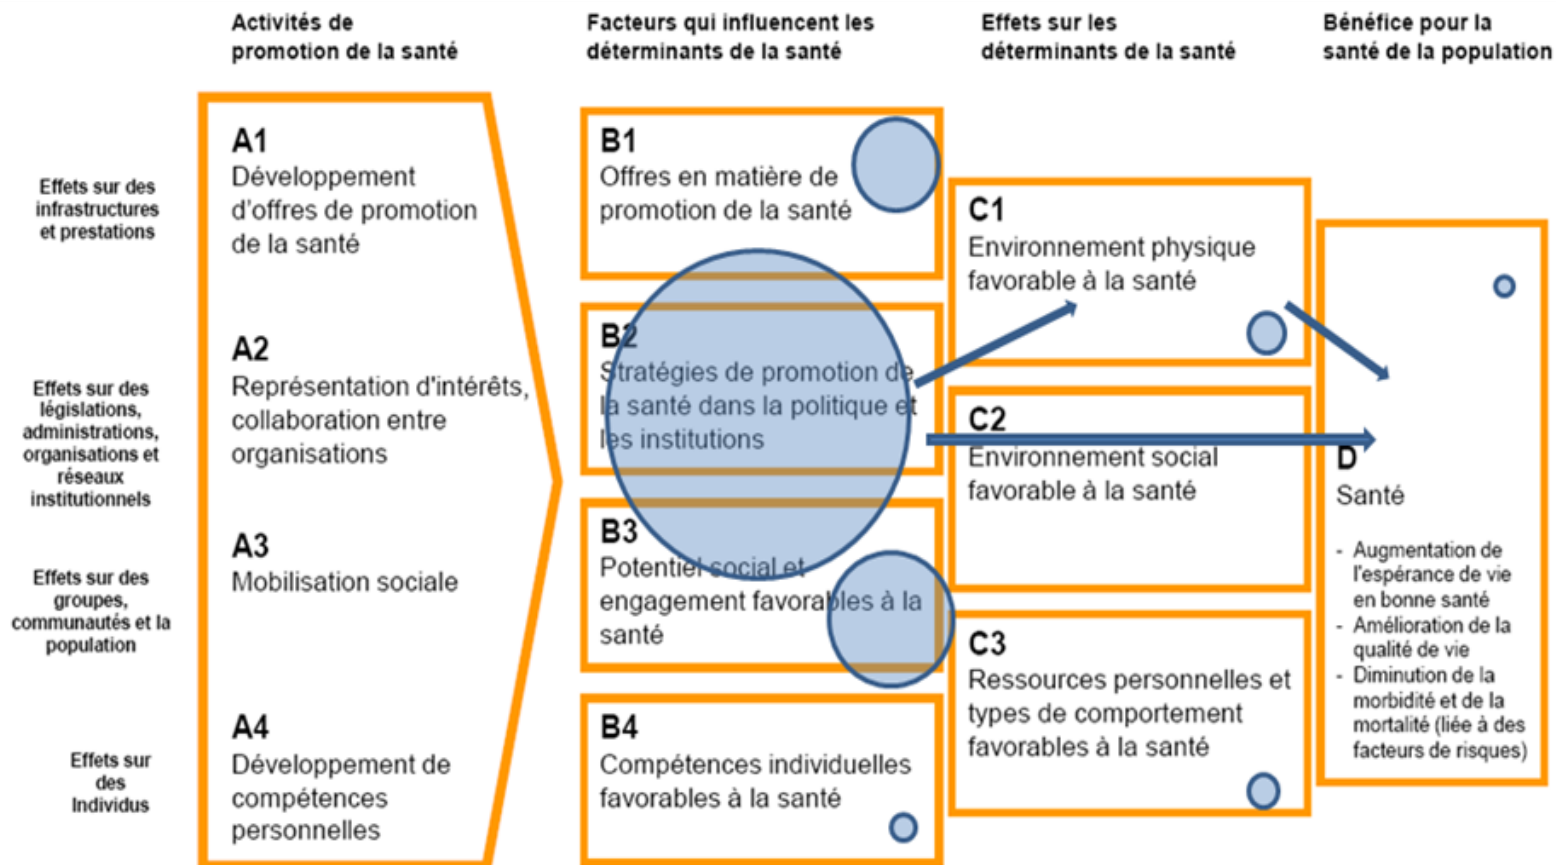 Activités de
promotion de la santé
Facteurs qui influencent les
déterminants de la santé
Effets sur les
déterminants de la santé
Bénéfice pour la
santé de la population
Effets sur des
infrastructures
et prestations
Effets sur des
législations,
administrations,
organisations et
réseaux
institutionnels
Effets sur des
groupes,
communautés et la
population
Effets sur
des
Individus
A1
Développement
d'offres de promotion
de la santé
A2
Représentation d'intérêts,
collaboration entre
organisations
A3
Mobilisation sociale
A4
Développement de
compétences
personnelles
B1
Offres en matière de
promotion de la santé
B2
Stratégies de promotion de
la santé dans la politique et
les institutions
B3
Potentiel social et
engagement favorables à la
santé
B4
Compétences individuelles
favorables à la santé
C1
Environnement physique
favorable à la santé
C2
Environnement social
favorable à la santé
C3
Ressources personnelles et
types de comportement
favorables à la santé
D
Santé
- Augmentation de
l'espérance de vie
en bonne santé
- Amélioration de la
qualité de vie
- Diminution de la
morbidité et de la
mortalité (liée à des
facteurs de risques)